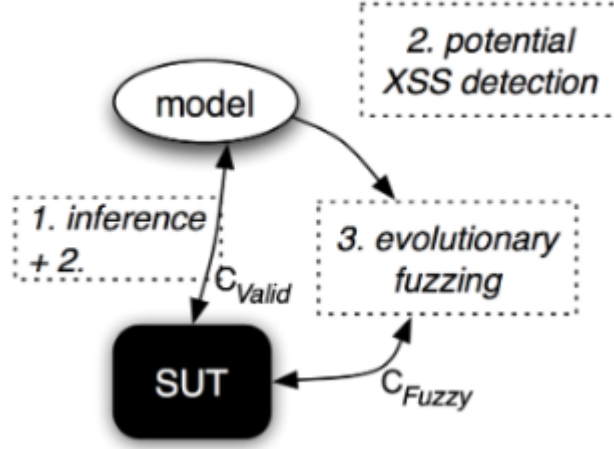 2. potential
XSS detection
model
1. inference
+ 2.
3. evolutionary
fuzzing
CValid
SUT
CFuzzy